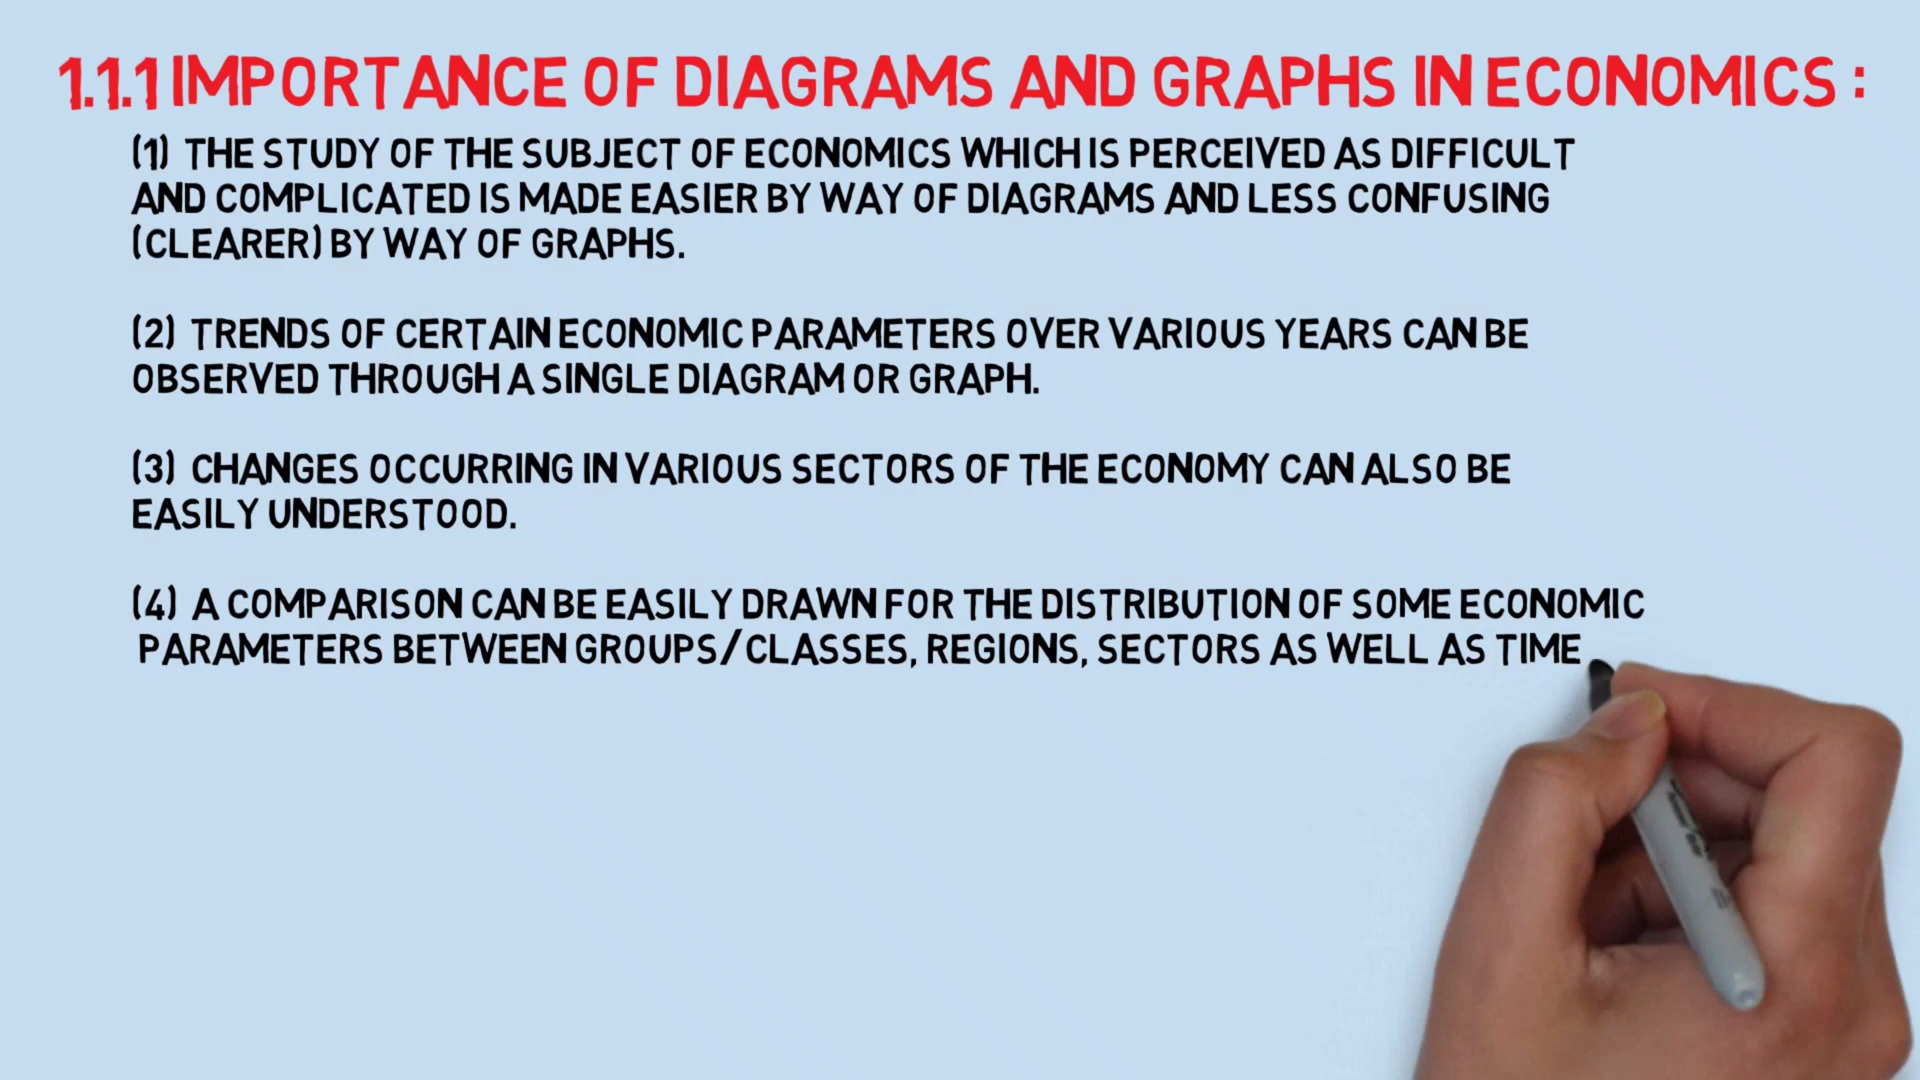 1.1.1 IMPORTANCE OF DIAGRAMS AND GRAPHS IN ECONOMICS :
(1) THE STUDY OF THE SUBJECT OF ECONOMICS WHICH IS PERCEIVED AS DIFFICULT
AND COMPLICATED IS MADE EASIER BY WAY OF DIAGRAMS AND LESS CONFUSING
(CLEARER) BY WAY OF GRAPHS.
(2) TRENDS OF CERTAIN ECONOMIC PARAMETERS OVER VARIOUS YEARS CAN BE
OBSERVED THROUGH A SINGLE DIAGRAM OR GRAPH.
(3) CHANGES OCCURRING IN VARIOUS SECTORS OF THE ECONOMY CAN ALSO BE
EASILY UNDERSTOOD.
(4) A COMPARISON CAN BE EASILY DRAWN FOR THE DISTRIBUTION OF SOME ECONOMIC
PARAMETERS BETWEEN GROUPS/CLASSES, REGIONS, SECTORS AS WELL AS TIME